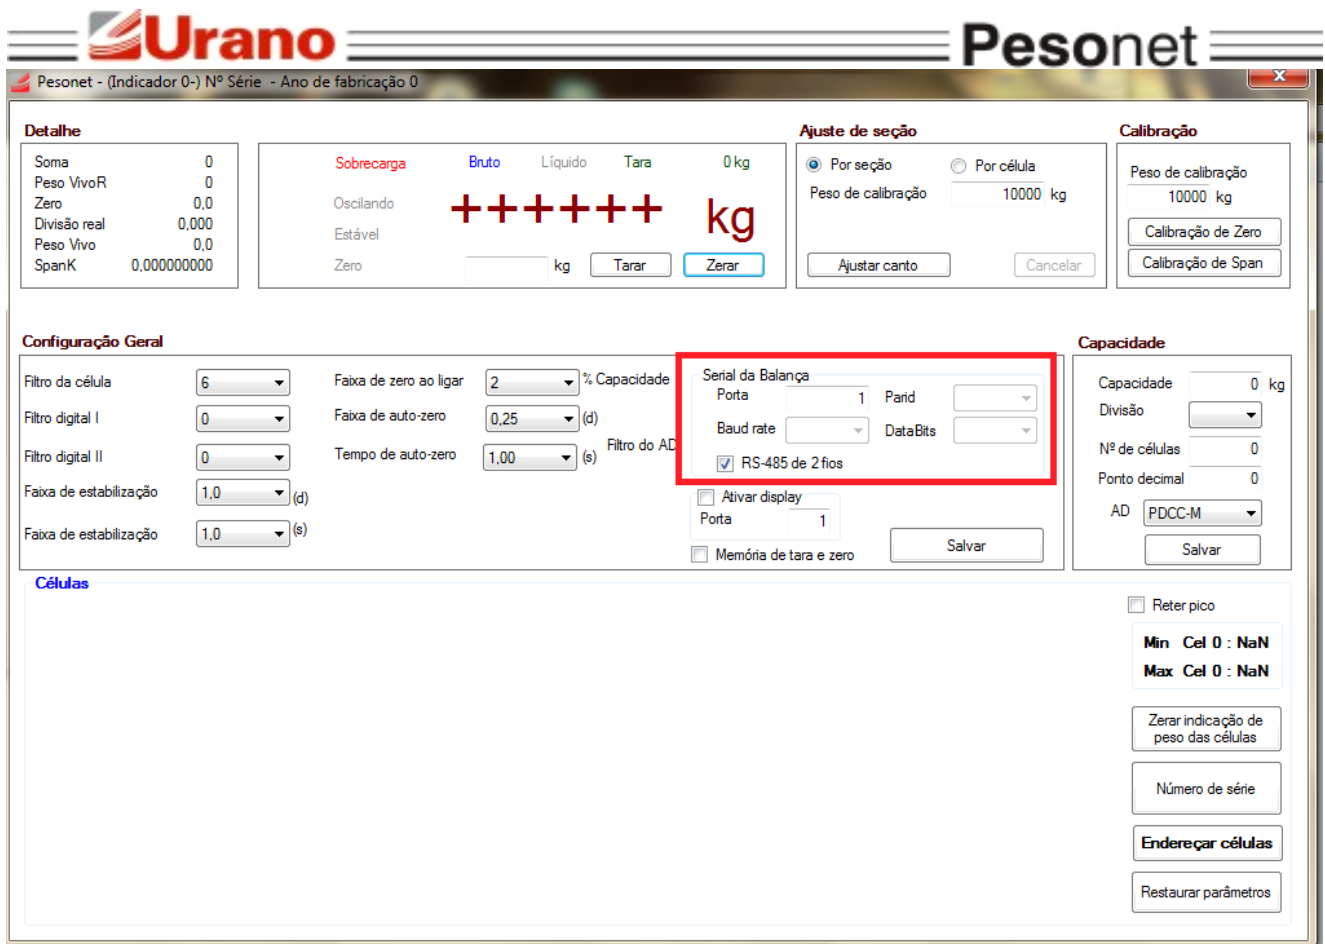 Urano
Pesonet
Pesonet - (Indicador 0-) Nº Série - Ano de fabricação 0
x
Detalhe
Soma 0
Peso VivoR 0
Zero 0,0
Divisão real 0,000
Peso Vivo 0,0
SpanK 0,000000000
Sobrecarga Bruto Líquido Tara 0 kg
Oscilando
++++++ kg
Estável
Zero kg Tarar Zerar
Ajuste de seção
Por seção Por célula
Peso de calibração 10000 kg
Ajustar canto Cancelar
Calibração
Peso de calibração
10000 kg
Calibração de Zero
Calibração de Span
Configuração Geral
Filtro da célula 6
Filtro digital I 0
Filtro digital II 0
Faixa de estabilização 1,0 (d)
Faixa de estabilização 1,0 (s)
Faixa de zero ao ligar 2 % Capacidade
Faixa de auto-zero 0,25 (d)
Tempo de auto-zero 1,00 (s)
Filtro do AD
Serial da Balança
Porta 1 Parid
Baud rate DataBits
RS-485 de 2 fios
Ativar display
Porta 1
Memória de tara e zero
Salvar
Capacidade
Capacidade 0 kg
Divisão
Nº de células 0
Ponto decimal 0
AD PDCC-M
Salvar
Células
Reter pico
Min Cel 0 : NaN
Max Cel 0 : NaN
Zerar indicação de
peso das células
Número de série
Endereçar células
Restaurar parâmetros